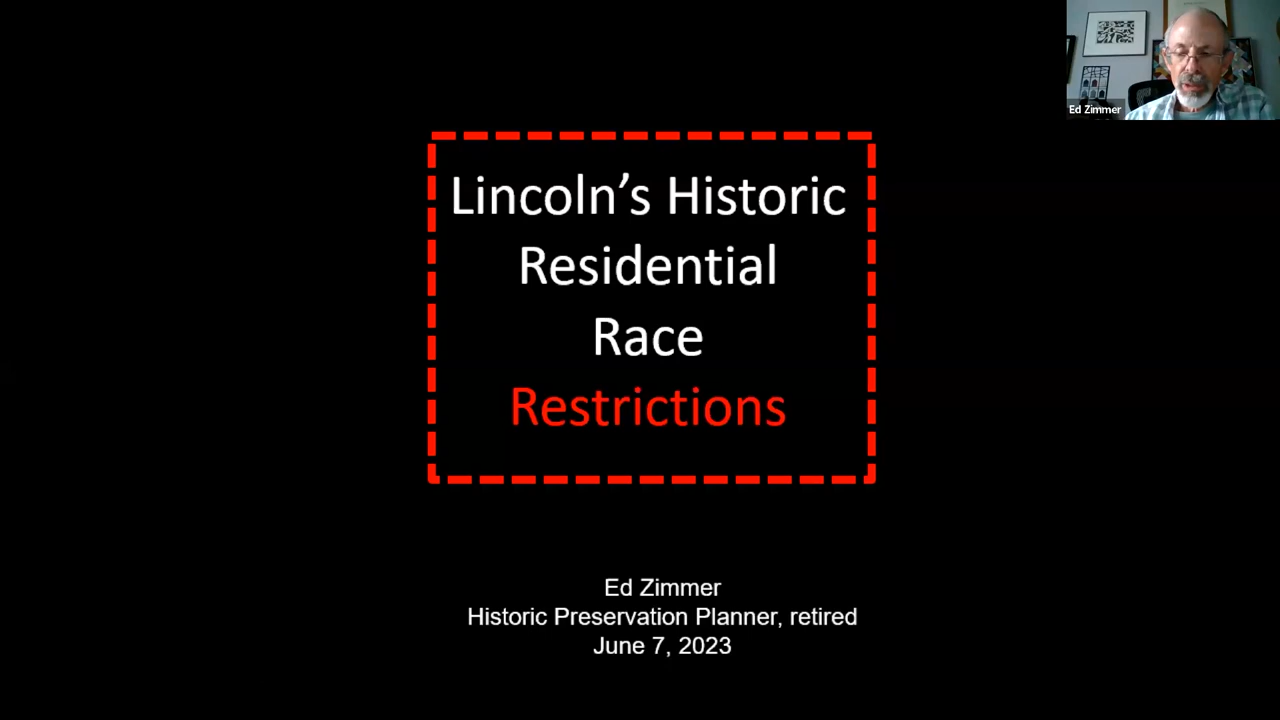 Ed Zimmer
Lincoln’s Historic
Residential
Race
Restrictions
Ed Zimmer
Historic Preservation Planner, retired
June 7, 2023